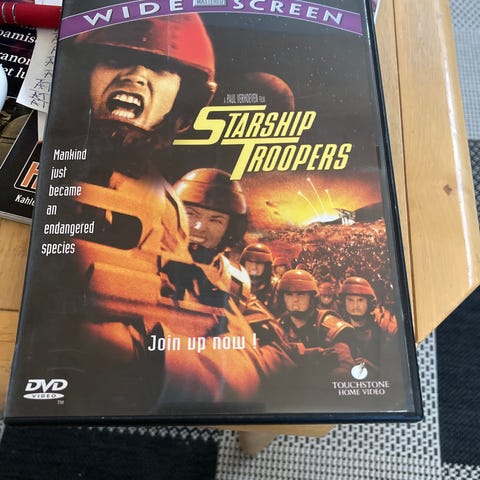 WIDE SCREEN
A PAUL VERHOEVEN FILM
STARSHIP
TROOPERS
Mankind
just
became
an
endangered
species
Join up now !
DVD
VIDEO
TM
TOUCHSTONE
HOME VIDEO